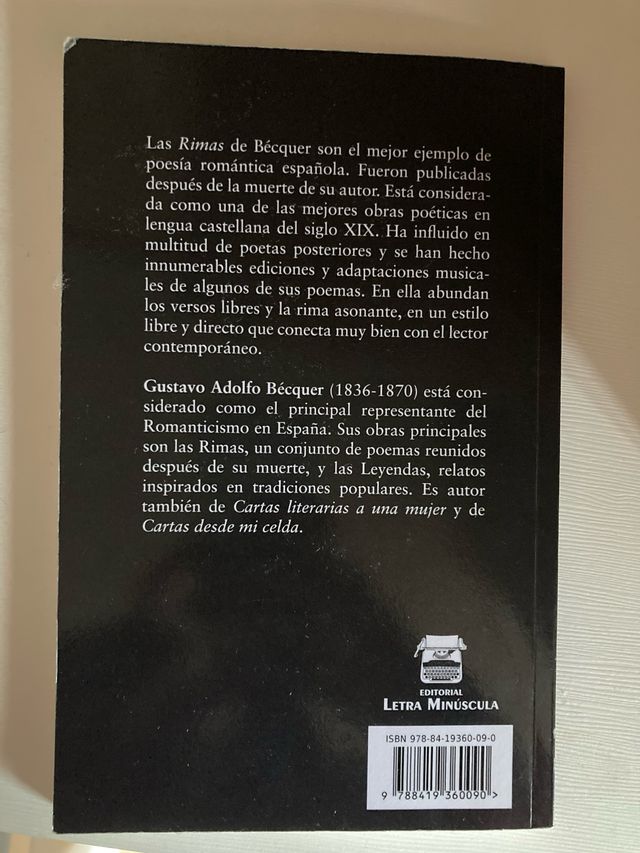 Las Rimas de Bécquer son el mejor ejemplo de
poesía romántica española. Fueron publicadas
después de la muerte de su autor. Está considera-
da como una de las mejores obras poéticas en
lengua castellana del siglo XIX. Ha influido en
multitud de poetas posteriores y se han hecho
innumerables ediciones y adaptaciones musica-
les de algunos de sus poemas. En ella abundan
los versos libres y la rima asonante, en un estilo
libre y directo que conecta muy bien con el lector
contemporáneo.
Gustavo Adolfo Bécquer (1836-1870) está con-
siderado como el principal representante del
Romanticismo en España. Sus obras principales
son las Rimas, un conjunto de poemas reunidos
después de su muerte, y las Leyendas, relatos
inspirados en tradiciones populares. Es autor
también de Cartas literarias a una mujer y de
Cartas desde mi celda.
EDITORIAL
LETRA MINÚSCULA
ISBN 978-84-19360-09-0
9 788419 360090 >